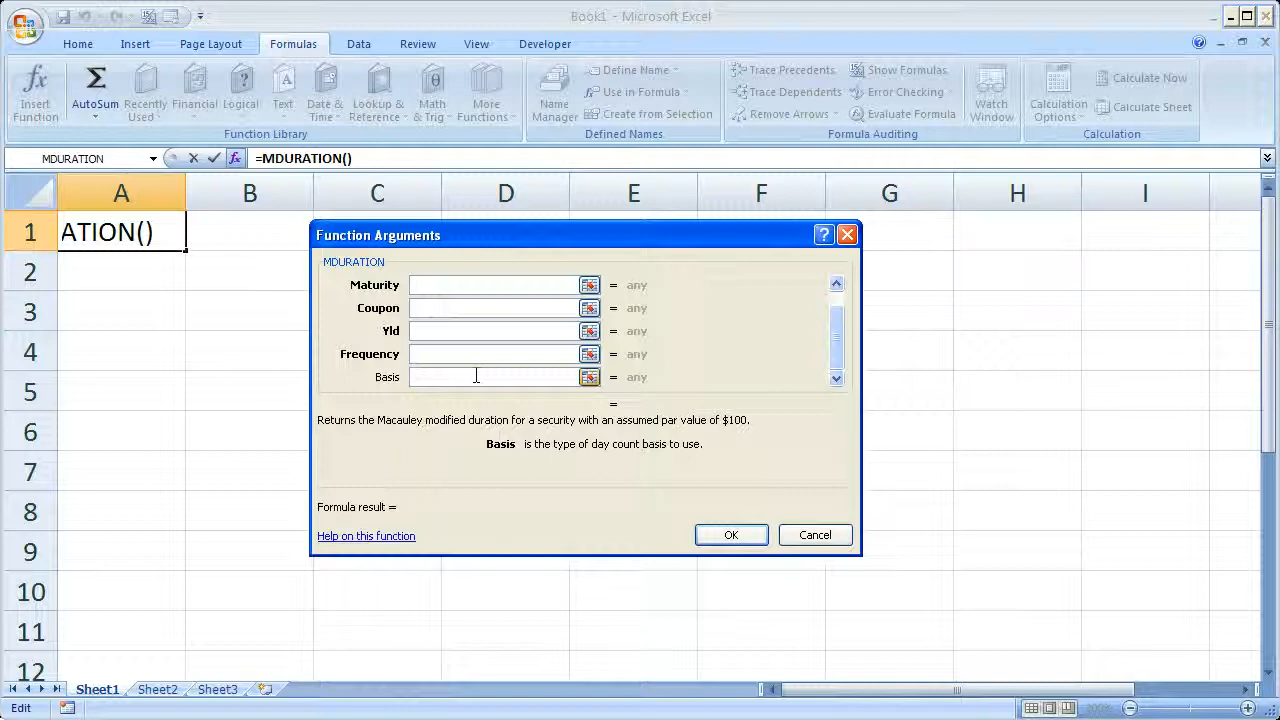 Book1 - Microsoft Excel
Home Insert Page Layout Formulas Data Review View Developer
Insert Function
AutoSum
Recently Used
Financial
Logical
Text
Date & Time
Lookup & Reference
Math & Trig
More Functions
Function Library
Name Manager
Define Name
Use in Formula
Create from Selection
Defined Names
Trace Precedents
Trace Dependents
Remove Arrows
Show Formulas
Error Checking
Evaluate Formula
Formula Auditing
Watch Window
Calculation Options
Calculate Now
Calculate Sheet
Calculation
MDURATION
=MDURATION()
A B C D E F G H I
1 ATION()
2
3
4
5
6
7
8
9
10
11
12
Function Arguments
MDURATION
Maturity = any
Coupon = any
Yld = any
Frequency = any
Basis = any
=
Returns the Macauley modified duration for a security with an assumed par value of $100.
Basis is the type of day count basis to use.
Formula result =
Help on this function
OK Cancel
Sheet1 Sheet2 Sheet3
Edit